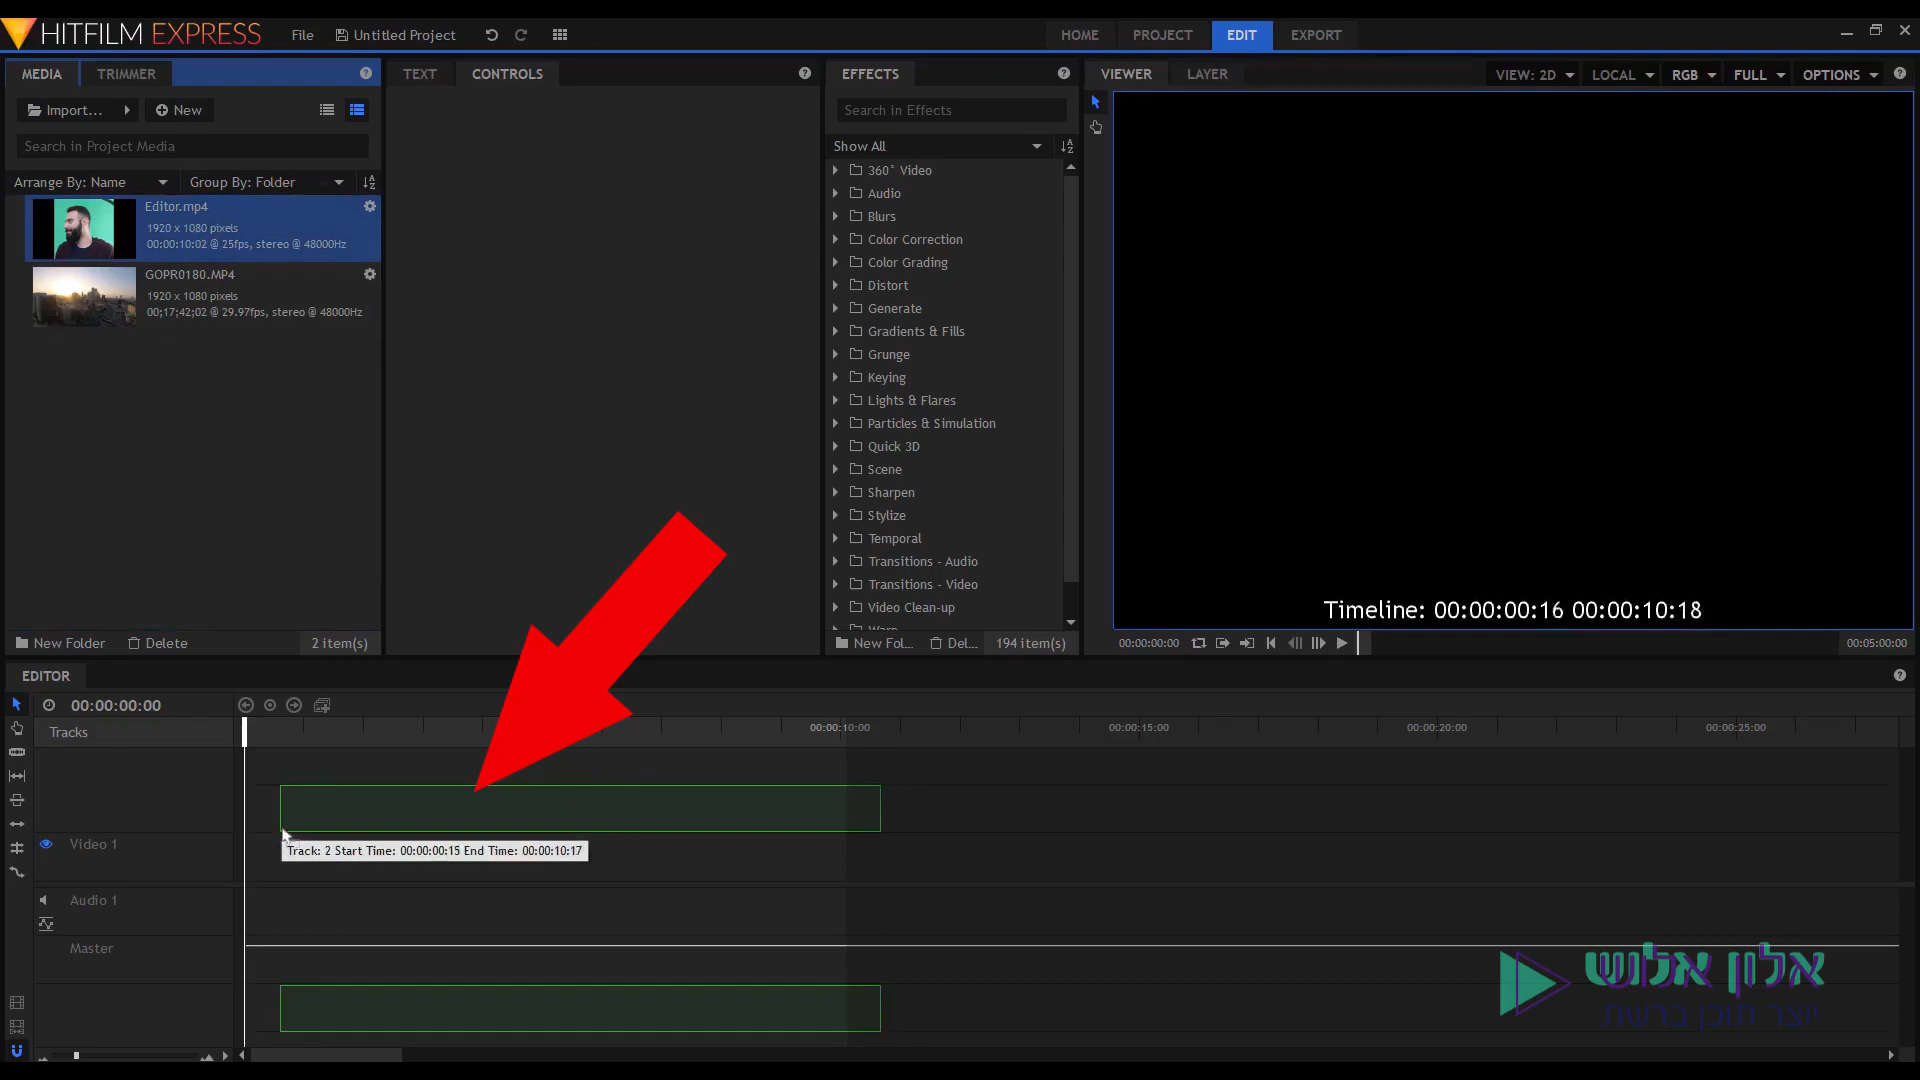 HITFILM EXPRESS
File
Untitled Project
HOME
PROJECT
EDIT
EXPORT
MEDIA
TRIMMER
TEXT
CONTROLS
EFFECTS
VIEWER
LAYER
VIEW: 2D
LOCAL
RGB
FULL
OPTIONS
Import...
New
Search in Project Media
Arrange By: Name
Group By: Folder
Editor.mp4
1920 x 1080 pixels
00:00:10:02 @ 25fps, stereo @ 48000Hz
GOPR0180.MP4
1920 x 1080 pixels
00;17;42;02 @ 29.97fps, stereo @ 48000Hz
New Folder
Delete
2 item(s)
Search in Effects
Show All
360° Video
Audio
Blurs
Color Correction
Color Grading
Distort
Generate
Gradients & Fills
Grunge
Keying
Lights & Flares
Particles & Simulation
Quick 3D
Scene
Sharpen
Stylize
Temporal
Transitions - Audio
Transitions - Video
Video Clean-up
Warp
New Fol...
Del...
194 item(s)
Timeline: 00:00:00:16 00:00:10:18
00:00:00:00
00:05:00:00
EDITOR
00:00:00:00
Tracks
00:00:10:00
00:00:15:00
00:00:20:00
00:00:25:00
Video 1
Track: 2 Start Time: 00:00:00:15 End Time: 00:00:10:17
Audio 1
Master
אלון אלוש
יוצר תוכן ברשת